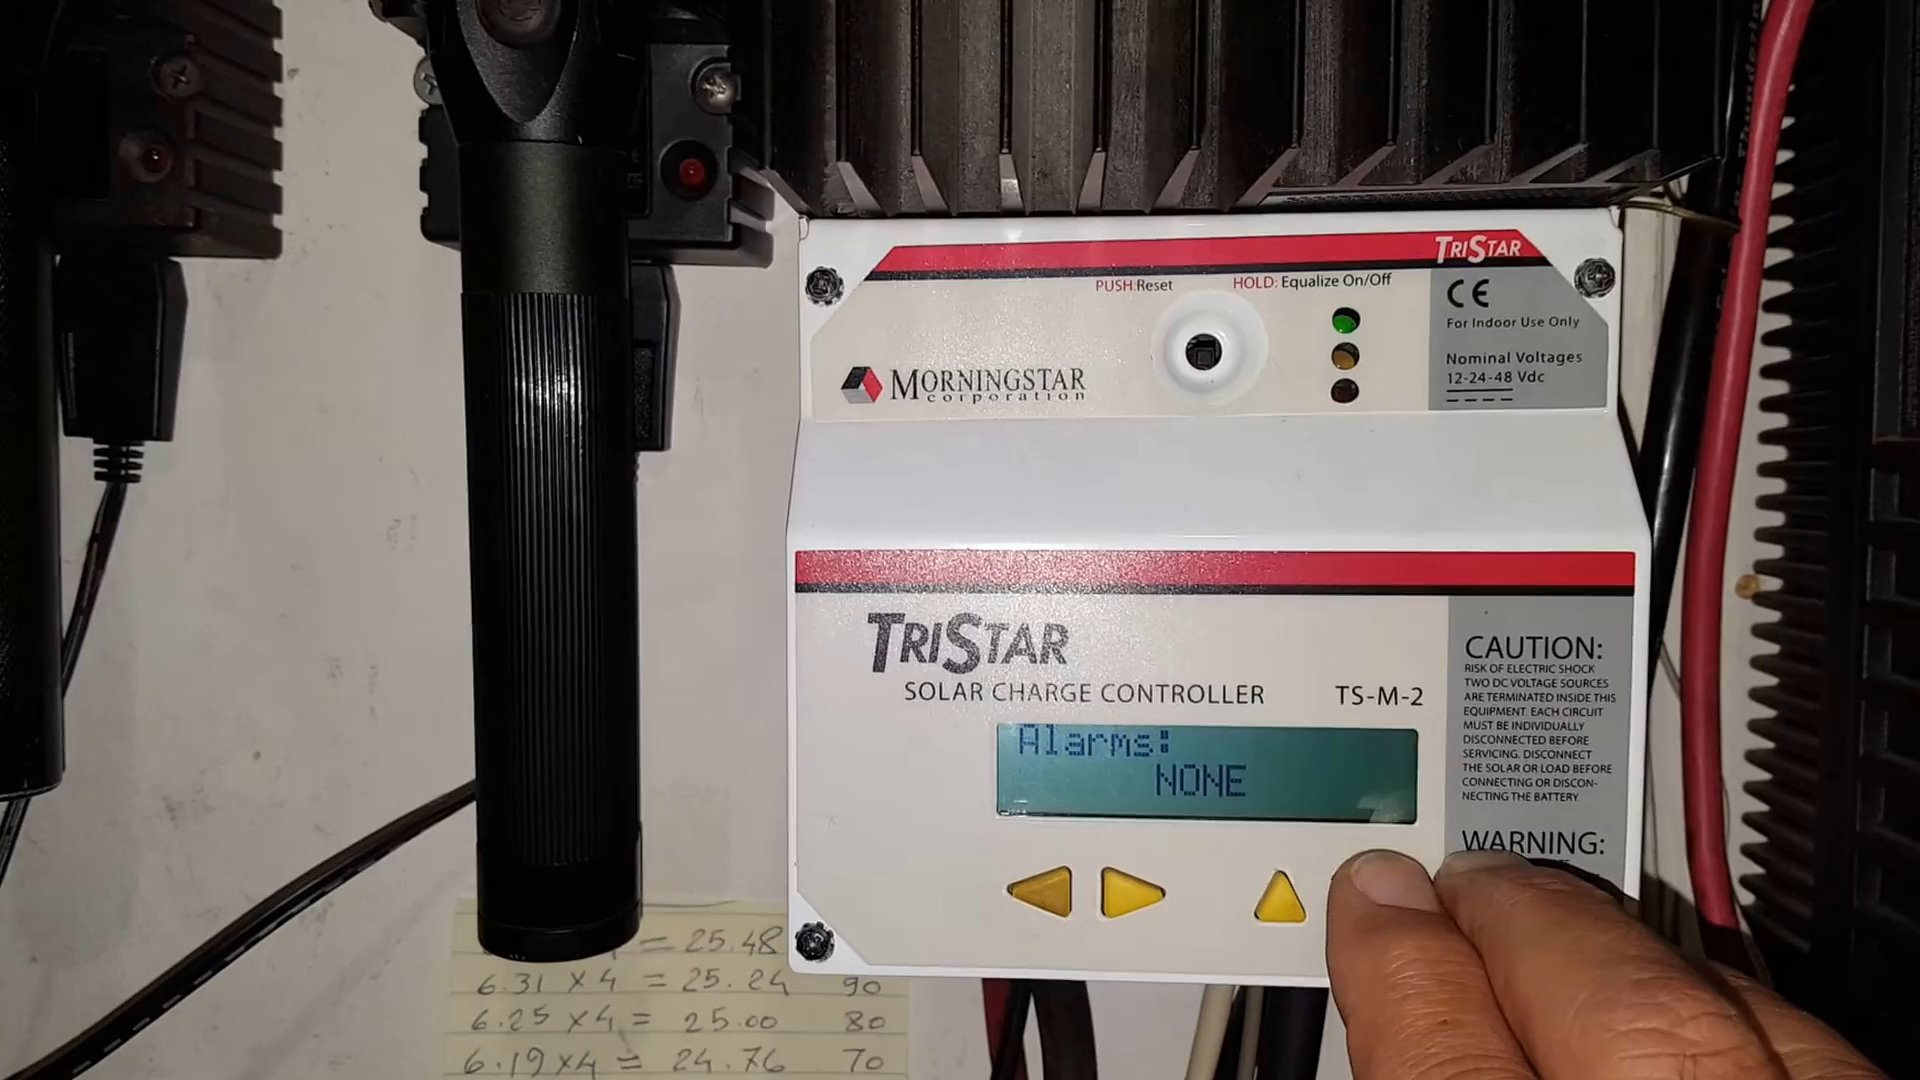 TRISTAR
PUSH:Reset
HOLD: Equalize On/Off
CE
For Indoor Use Only
Nominal Voltages
12-24-48 Vdc
MORNINGSTAR
corporation
TRISTAR
SOLAR CHARGE CONTROLLER
TS-M-2
Alarms:
NONE
CAUTION:
RISK OF ELECTRIC SHOCK
TWO DC VOLTAGE SOURCES
ARE TERMINATED INSIDE THIS
EQUIPMENT. EACH CIRCUIT
MUST BE INDIVIDUALLY
DISCONNECTED BEFORE
SERVICING. DISCONNECT
THE SOLAR OR LOAD BEFORE
CONNECTING OR DISCON-
NECTING THE BATTERY.
WARNING:
= 25.48
6.31 x 4 = 25.24 90
6.25 x 4 = 25.00 80
6.19 x 4 = 24.76 70